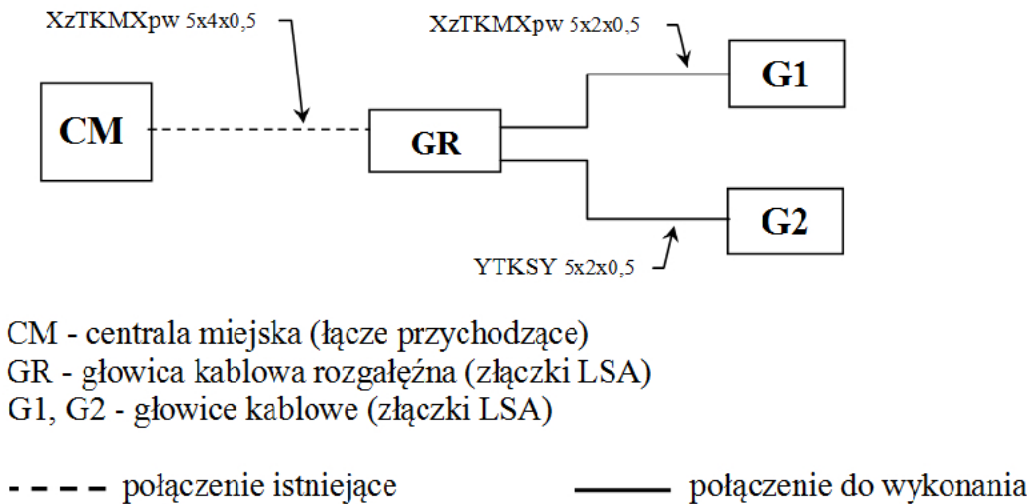 XzTKMXpw 5x4x0,5
XzTKMXpw 5x2x0,5
CM
GR
G1
G2
YTKSY 5x2x0,5
CM - centrala miejska (łącze przychodzące)
GR - głowica kablowa rozgałęźna (złączki LSA)
G1, G2 - głowice kablowe (złączki LSA)
połączenie istniejące
połączenie do wykonania